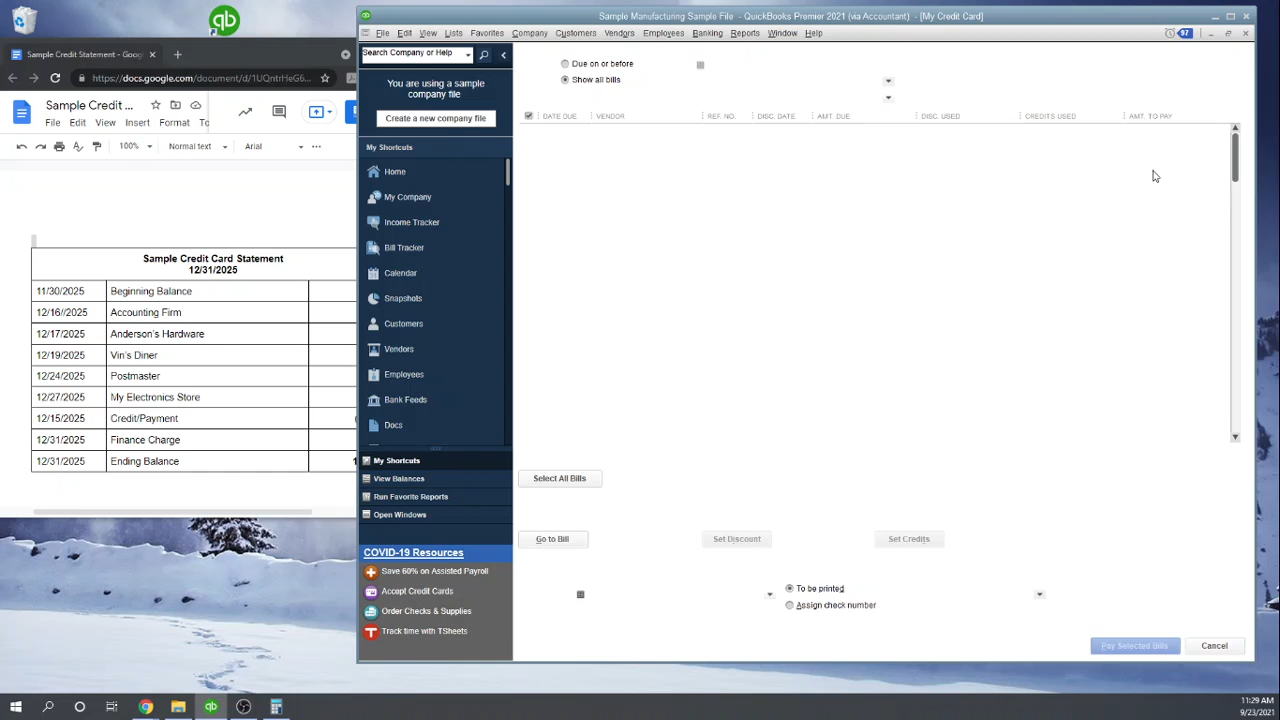 Sample Manufacturing Sample File - QuickBooks Premier 2021 (via Accountant) - [My Credit Card]
File Edit View Lists Favorites Company Customers Vendors Employees Banking Reports Window Help
97
Sample Credit Card Statement - Goo
docs.google.com/document/d/1UQntHeG6...
Sample Credit
File Edit View Insert Format
100% Normal text Arial
Sample Credit Card Statement
12/31/2025
11/30/2025 Beginning Balance
12/16//2025 Accounting Firm
12/17/2025 Anderson's Hardware
12/19/2025 Vin's Diner
12/24/2025 Postmaster
12/27/2025 My Electronics Store
12/15/2025 Credit/Payment
12/31/2025 Finance Charge
12/31/2025 Ending Balance
Search Company or Help
You are using a sample
company file
Create a new company file
My Shortcuts
Home
My Company
Income Tracker
Bill Tracker
Calendar
Snapshots
Customers
Vendors
Employees
Bank Feeds
Docs
My Shortcuts
View Balances
Run Favorite Reports
Open Windows
COVID-19 Resources
Save 60% on Assisted Payroll
Accept Credit Cards
Order Checks & Supplies
Track time with TSheets
Due on or before
Show all bills
DATE DUE VENDOR REF. NO. DISC. DATE AMT. DUE DISC. USED CREDITS USED AMT. TO PAY
Select All Bills
Go to Bill Set Discount Set Credits
To be printed
Assign check number
Pay Selected Bills Cancel
11:29 AM
9/23/2021